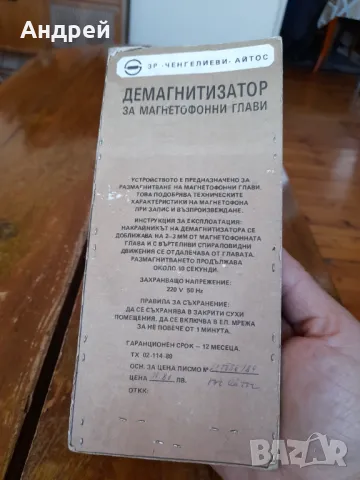 Андрей
ЗР "ЧЕНГЕЛИЕВИ" АЙТОС
ДЕМАГНИТИЗАТОР
ЗА МАГНЕТОФОННИ ГЛАВИ
УСТРОЙСТВОТО Е ПРЕДНАЗНАЧЕНО ЗА
РАЗМАГНИТВАНЕ НА МАГНЕТОФОННИ ГЛАВИ.
ТОВА ПОДОБРЯВА ТЕХНИЧЕСКИТЕ
ХАРАКТЕРИСТИКИ НА МАГНЕТОФОНА
ПРИ ЗАПИС И ВЪЗПРОИЗВЕЖДАНЕ.
ИНСТРУКЦИЯ ЗА ЕКСПЛОАТАЦИЯ:
НАКРАЙНИКЪТ НА ДЕМАГНИТИЗАТОРА СЕ
ДОБЛИЖАВА НА 2–3 ММ ОТ МАГНЕТОФОННАТА
ГЛАВА И С ВЪРТЕЛИВИ СПИРАЛОВИДНИ
ДВИЖЕНИЯ СЕ ОТДАЛЕЧАВА ОТ ГЛАВАТА.
РАЗМАГНИТВАНЕТО ПРОДЪЛЖАВА
ОКОЛО 10 СЕКУНДИ.
ЗАХРАНВАЩО НАПРЕЖЕНИЕ:
220 V 50 Hz
ПРАВИЛА ЗА СЪХРАНЕНИЕ:
ДА СЕ СЪХРАНЯВА В ЗАКРИТИ СУХИ
ПОМЕЩЕНИЯ, ДА СЕ ВКЛЮЧВА В ЕЛ. МРЕЖА
ЗА НЕ ПОВЕЧЕ ОТ 1 МИНУТА.
ГАРАНЦИОНЕН СРОК – 12 МЕСЕЦА.
ТХ 02-114-89
ОСН. ЗА ЦЕНА ПИСМО №
ЦЕНА ЛВ.
ОТКК:
BAZAR